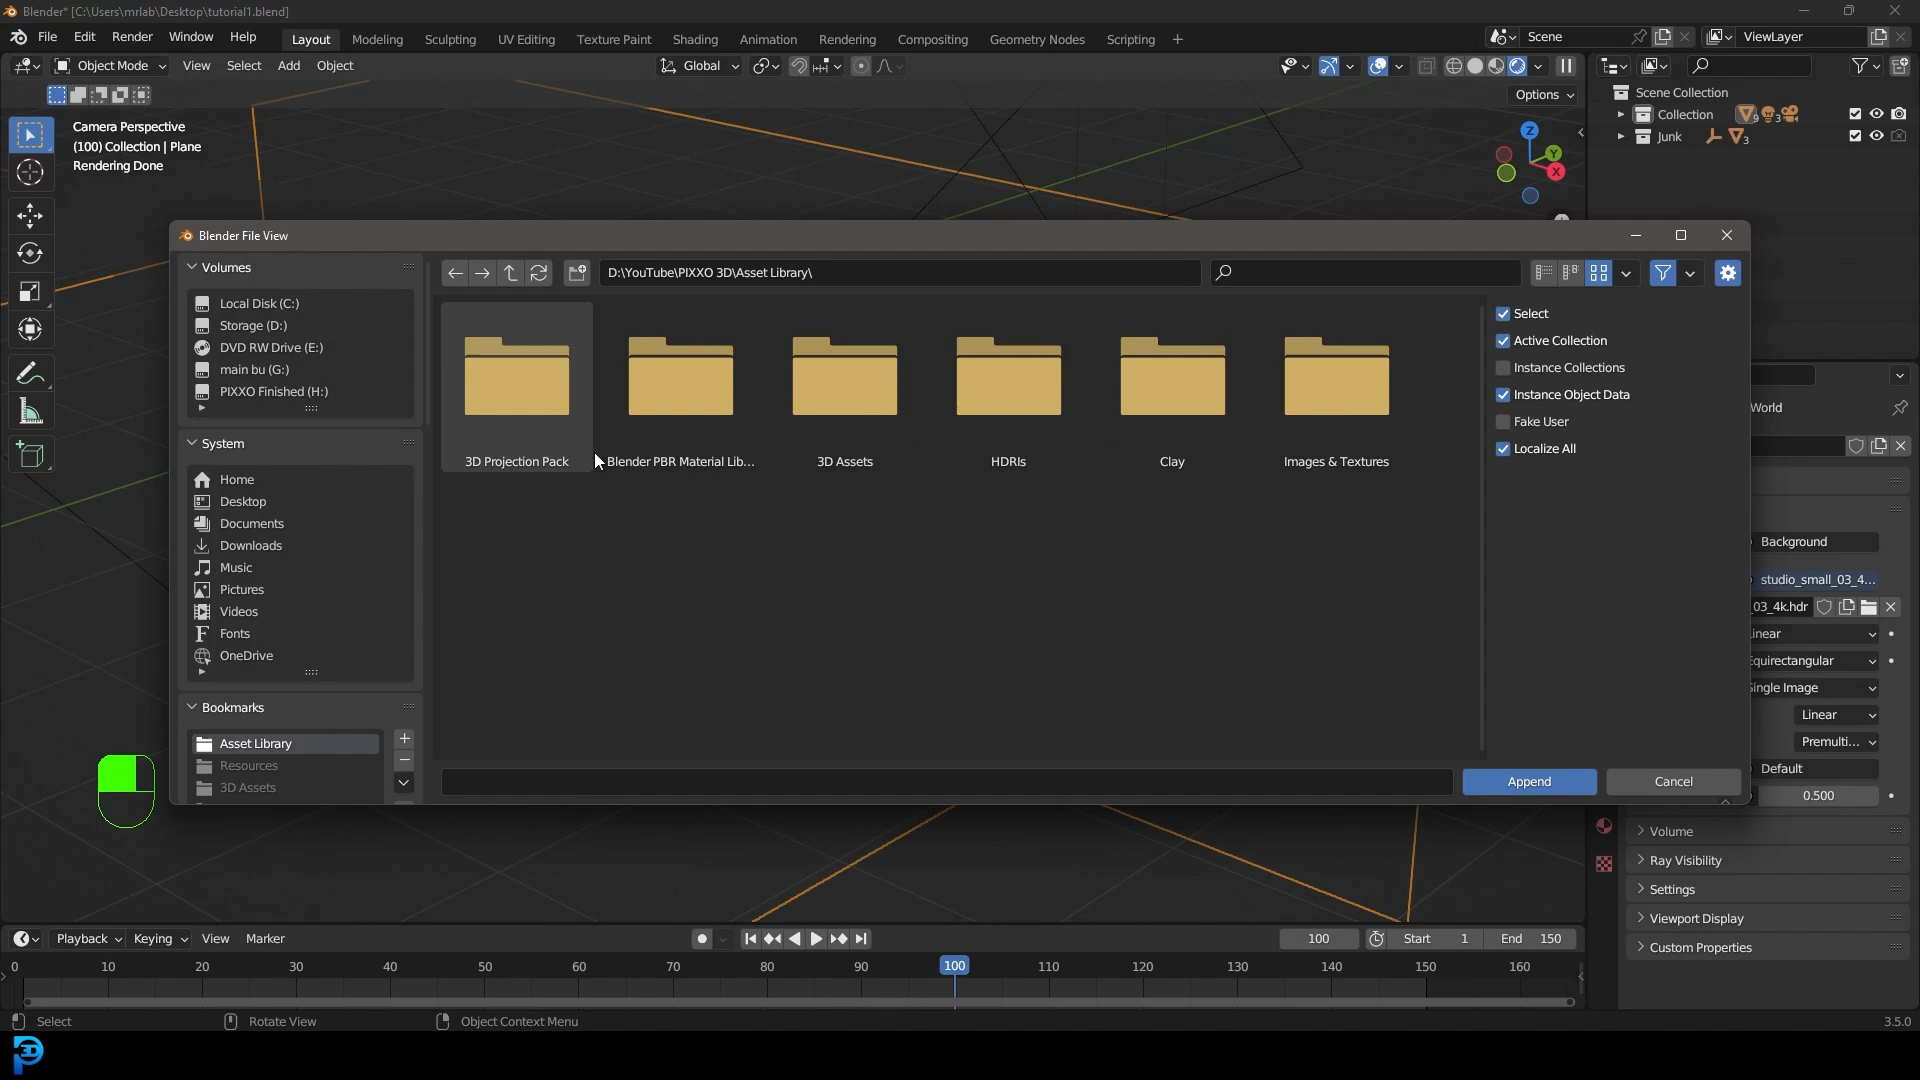 Blender* [C:\Users\mrlab\Desktop\tutorial1.blend]
File Edit Render Window Help Layout Modeling Sculpting UV Editing Texture Paint Shading Animation Rendering Compositing Geometry Nodes Scripting + Scene ViewLayer
Object Mode View Select Add Object Global
Options
Camera Perspective
(100) Collection | Plane
Rendering Done
Z
Y
X
Scene Collection
Collection 9 3
Junk 3
Blender File View
Volumes
Local Disk (C:)
Storage (D:)
DVD RW Drive (E:)
main bu (G:)
PIXXO Finished (H:)
System
Home
Desktop
Documents
Downloads
Music
Pictures
Videos
Fonts
OneDrive
Bookmarks
Asset Library
Resources
3D Assets
D:\YouTube\PIXXO 3D\Asset Library\
3D Projection Pack
Blender PBR Material Lib...
3D Assets
HDRIs
Clay
Images & Textures
Select
Active Collection
Instance Collections
Instance Object Data
Fake User
Localize All
Append Cancel
World
Background
studio_small_03_4...
_03_4k.hdr
Linear
Equirectangular
Single Image
Linear
Premulti...
Default
0.500
Volume
Ray Visibility
Settings
Viewport Display
Custom Properties
Playback Keying View Marker 100 Start 1 End 150
0 10 20 30 40 50 60 70 80 90 100 110 120 130 140 150 160
Select Rotate View Object Context Menu 3.5.0
3D